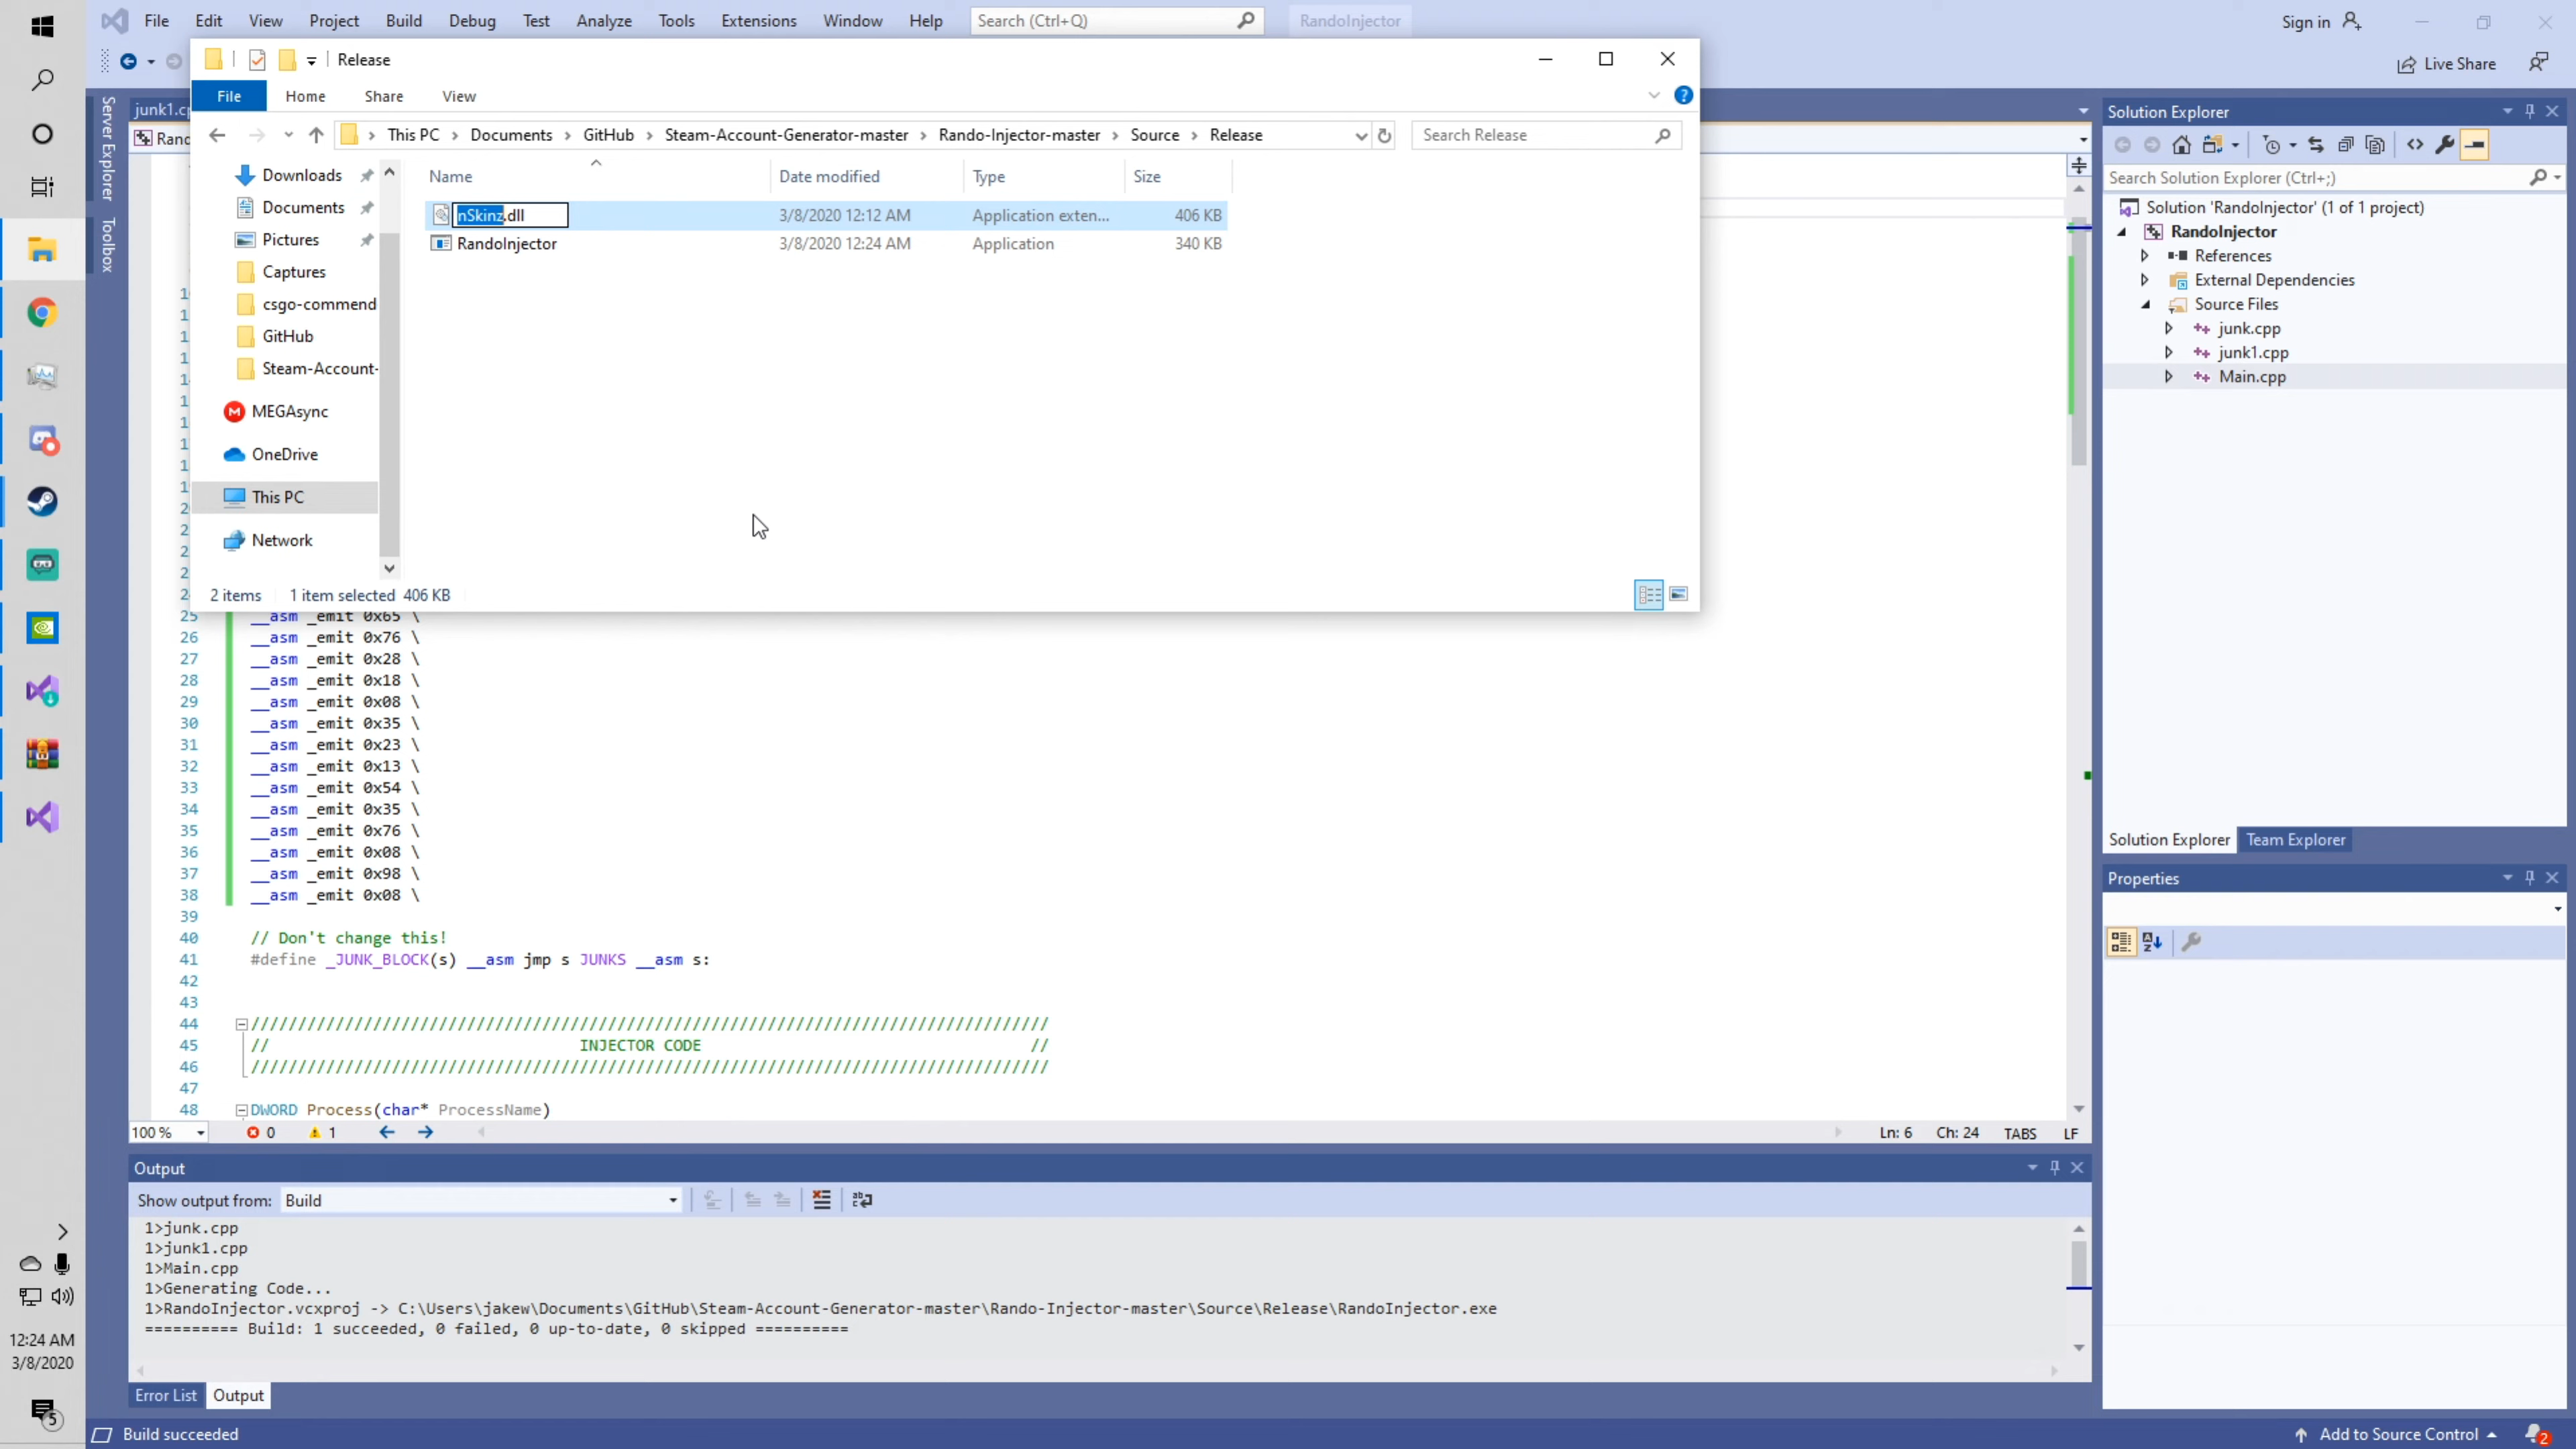 File Edit View Project Build Debug Test Analyze Tools Extensions Window Help Search (Ctrl+Q) RandoInjector Sign in
Live Share
Release
File Home Share View
This PC Documents GitHub Steam-Account-Generator-master Rando-Injector-master Source Release Search Release
Server Explorer
Toolbox
junk1.cp
Rand
Name Date modified Type Size
nSkinz.dll 3/8/2020 12:12 AM Application exten... 406 KB
RandoInjector 3/8/2020 12:24 AM Application 340 KB
Downloads
Documents
Pictures
Captures
csgo-commend
GitHub
Steam-Account-
MEGAsync
OneDrive
This PC
Network
2 items 1 item selected 406 KB
25 __asm _emit 0x65 \
26 __asm _emit 0x76 \
27 __asm _emit 0x28 \
28 __asm _emit 0x18 \
29 __asm _emit 0x08 \
30 __asm _emit 0x35 \
31 __asm _emit 0x23 \
32 __asm _emit 0x13 \
33 __asm _emit 0x54 \
34 __asm _emit 0x35 \
35 __asm _emit 0x76 \
36 __asm _emit 0x08 \
37 __asm _emit 0x98 \
38 __asm _emit 0x08 \
39
40 // Don't change this!
41 #define _JUNK_BLOCK(s) __asm jmp s JUNKS __asm s:
42
43
44 /////////////////////////////////////////////////////////////////////////////////////
45 // INJECTOR CODE //
46 /////////////////////////////////////////////////////////////////////////////////////
47
48 DWORD Process(char* ProcessName)
100 % 0 1 Ln: 6 Ch: 24 TABS LF
Output
Show output from: Build
1>junk.cpp
1>junk1.cpp
1>Main.cpp
1>Generating Code...
1>RandoInjector.vcxproj -> C:\Users\jakew\Documents\GitHub\Steam-Account-Generator-master\Rando-Injector-master\Source\Release\RandoInjector.exe
========== Build: 1 succeeded, 0 failed, 0 up-to-date, 0 skipped ==========
Error List Output
Build succeeded
Add to Source Control 2
Solution Explorer
Search Solution Explorer (Ctrl+;)
Solution 'RandoInjector' (1 of 1 project)
RandoInjector
References
External Dependencies
Source Files
junk.cpp
junk1.cpp
Main.cpp
Solution Explorer Team Explorer
Properties
12:24 AM
3/8/2020
5